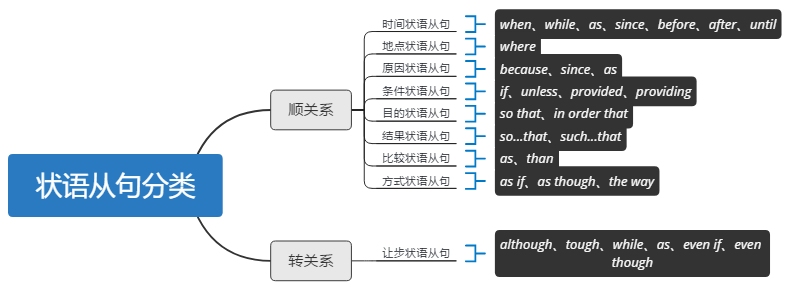 状语从句分类
顺关系
时间状语从句
when、while、as、since、before、after、until
地点状语从句
where
原因状语从句
because、since、as
条件状语从句
if、unless、provided、providing
目的状语从句
so that、in order that
结果状语从句
so...that、such...that
比较状语从句
as、than
方式状语从句
as if、as though、the way
转关系
让步状语从句
although、tough、while、as、even if、even
though